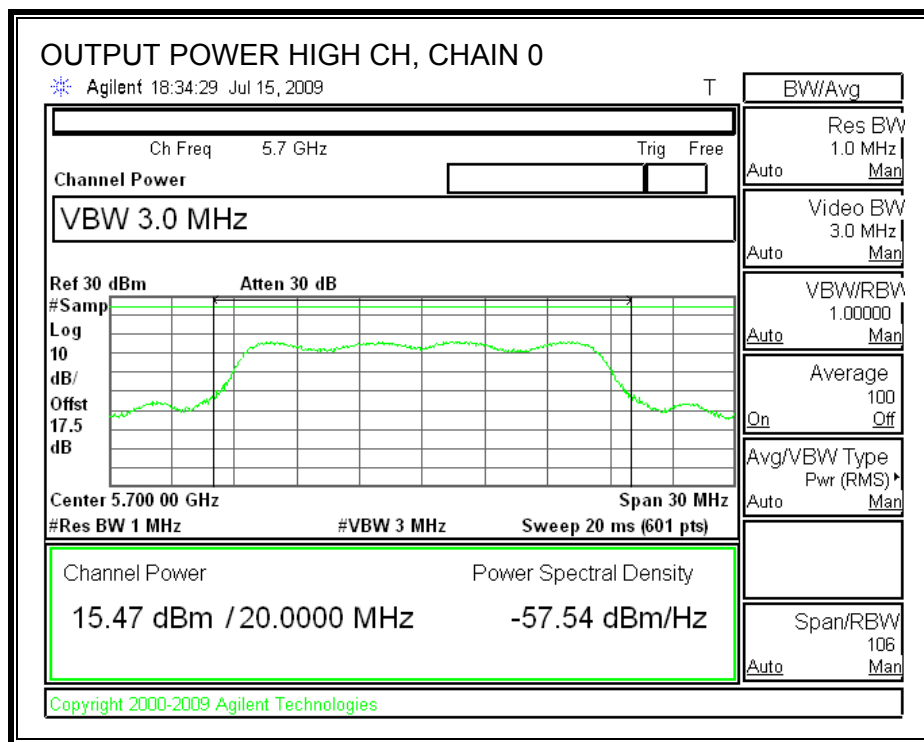 OUTPUT POWER HIGH CH, CHAIN 0
Agilent 18:34:29 Jul 15, 2009 T
Ch Freq 5.7 GHz Trig Free
Channel Power
VBW 3.0 MHz
Ref 30 dBm Atten 30 dB
#Samp
Log
10
dB/
Offst
17.5
dB
Center 5.700 00 GHz Span 30 MHz
#Res BW 1 MHz #VBW 3 MHz Sweep 20 ms (601 pts)
Channel Power Power Spectral Density
15.47 dBm / 20.0000 MHz -57.54 dBm/Hz
Copyright 2000-2009 Agilent Technologies
BW/Avg
Res BW
1.0 MHz
Auto Man
Video BW
3.0 MHz
Auto Man
VBW/RBW
1.00000
Auto Man
Average
100
On Off
Avg/VBW Type
Pwr (RMS)
Auto Man
Span/RBW
106
Auto Man